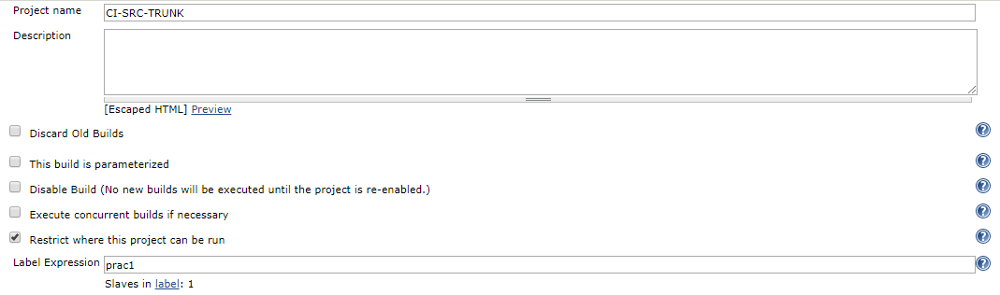 Project name CI-SRC-TRUNK
Description
[Escaped HTML] Preview
Discard Old Builds ?
This build is parameterized ?
Disable Build (No new builds will be executed until the project is re-enabled.) ?
Execute concurrent builds if necessary ?
Restrict where this project can be run ?
Label Expression prac1 ?
Slaves in label: 1